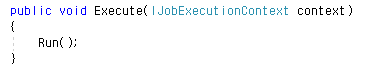 public void Execute(IJobExecutionContext context)
{
    Run();
}